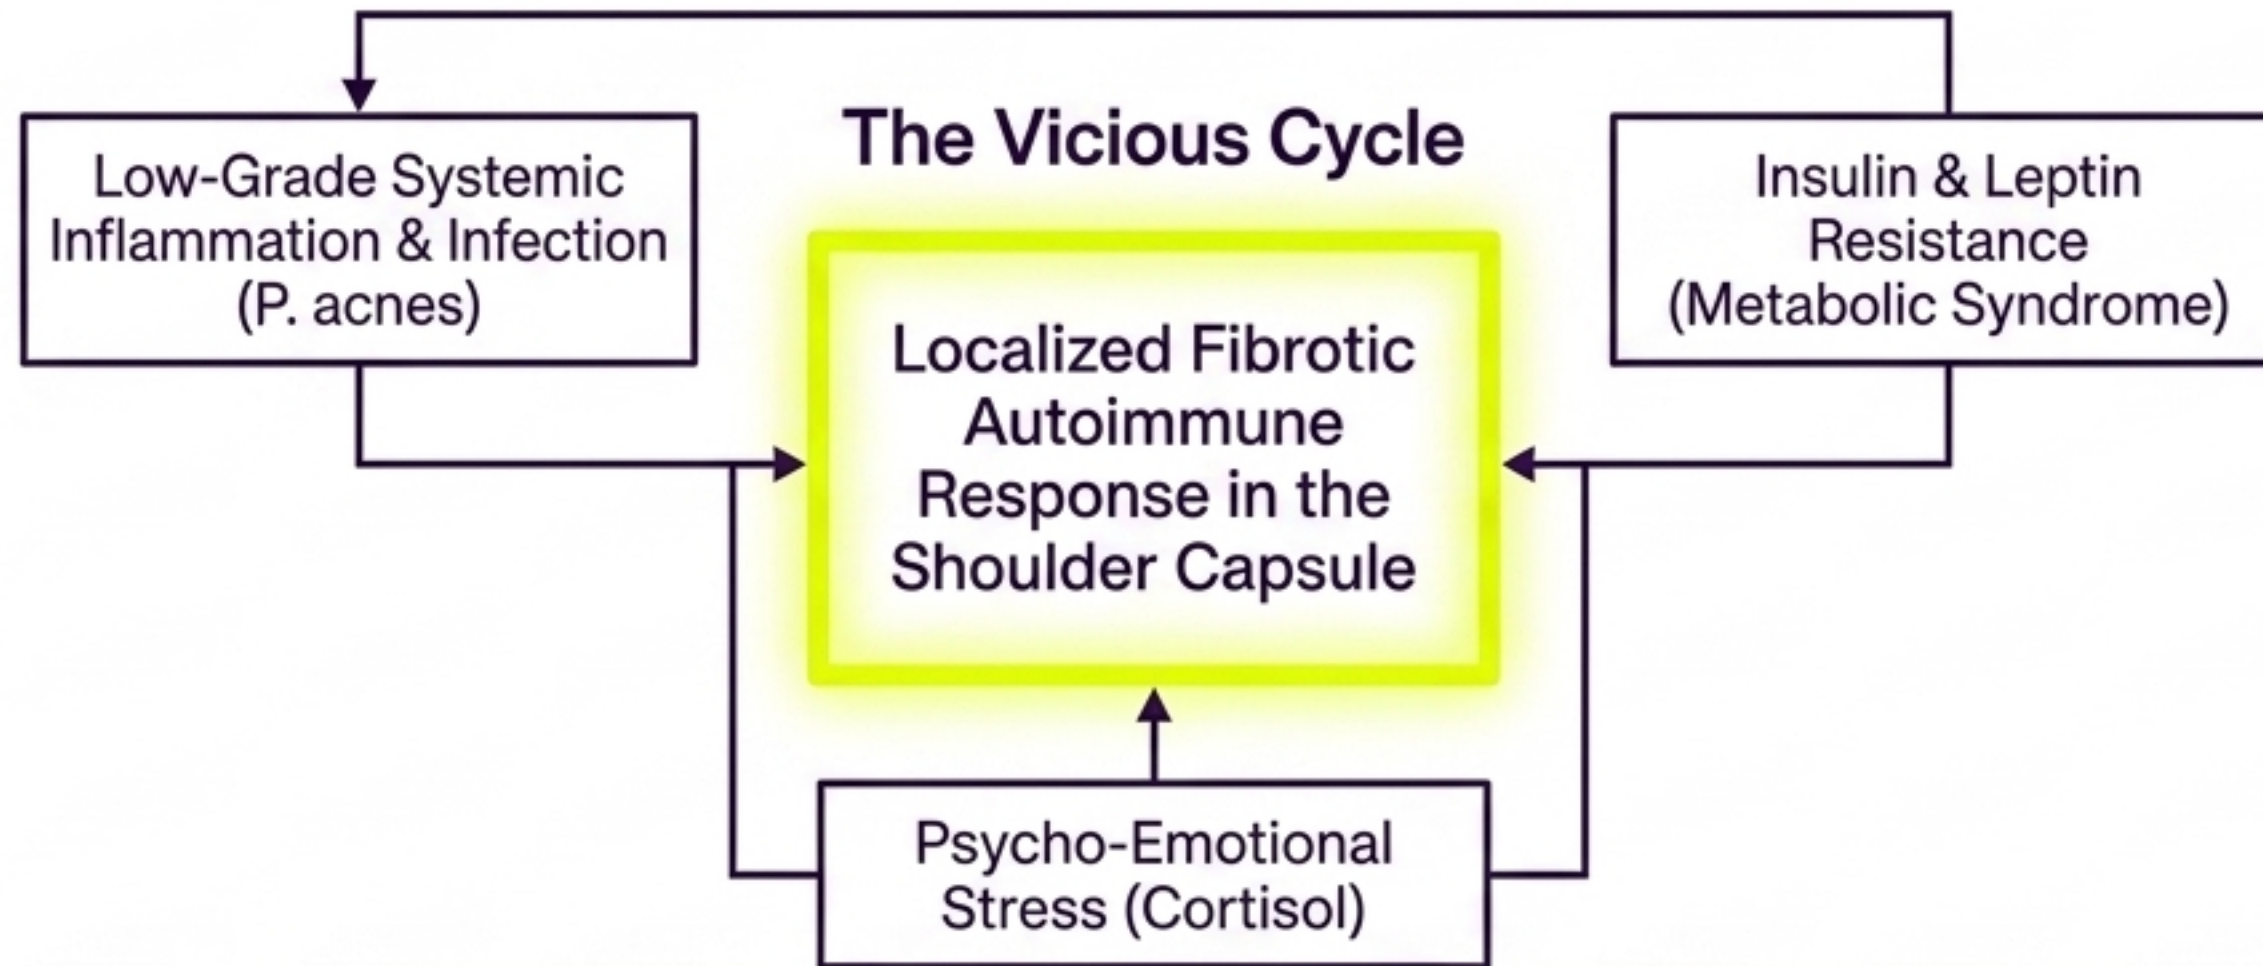 The Vicious Cycle
Low-Grade Systemic
Inflammation & Infection
(P. acnes)
Localized Fibrotic
Autoimmune
Response in the
Shoulder Capsule
Insulin & Leptin
Resistance
(Metabolic Syndrome)
Psycho-Emotional
Stress (Cortisol)